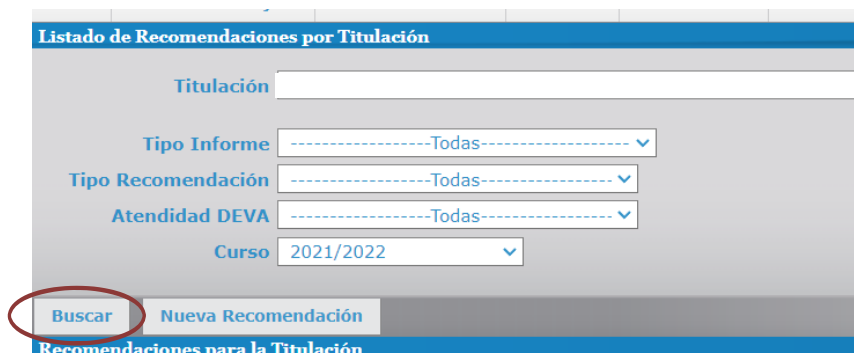 Listado de Recomendaciones por Titulación
Titulación
Tipo Informe ------------------Todas-------------------
Tipo Recomendación ------------------Todas-----------------
Atendidad DEVA ------------------Todas-----------------
Curso 2021/2022
Buscar Nueva Recomendación
Recomendaciones para la Titulación